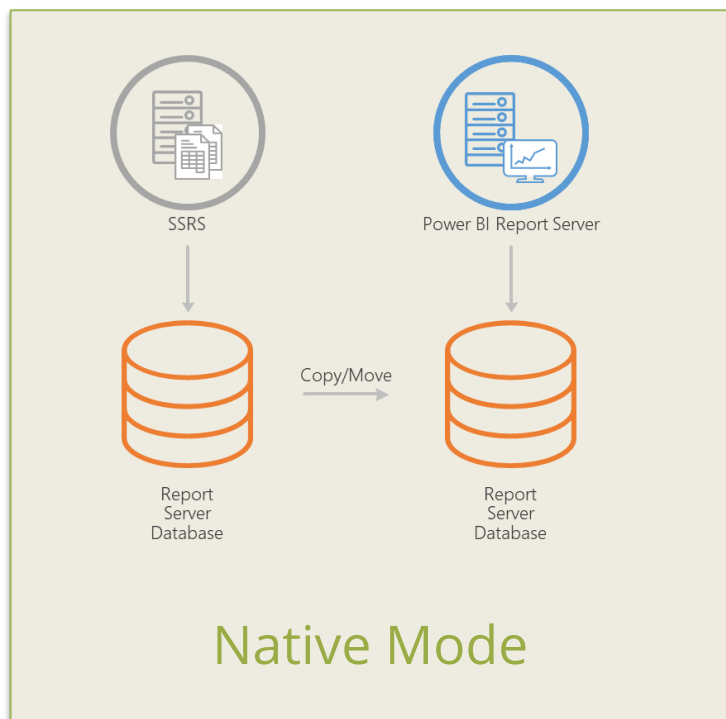 SSRS
Power BI Report Server
Copy/Move
Report
Server
Database
Report
Server
Database
Native Mode